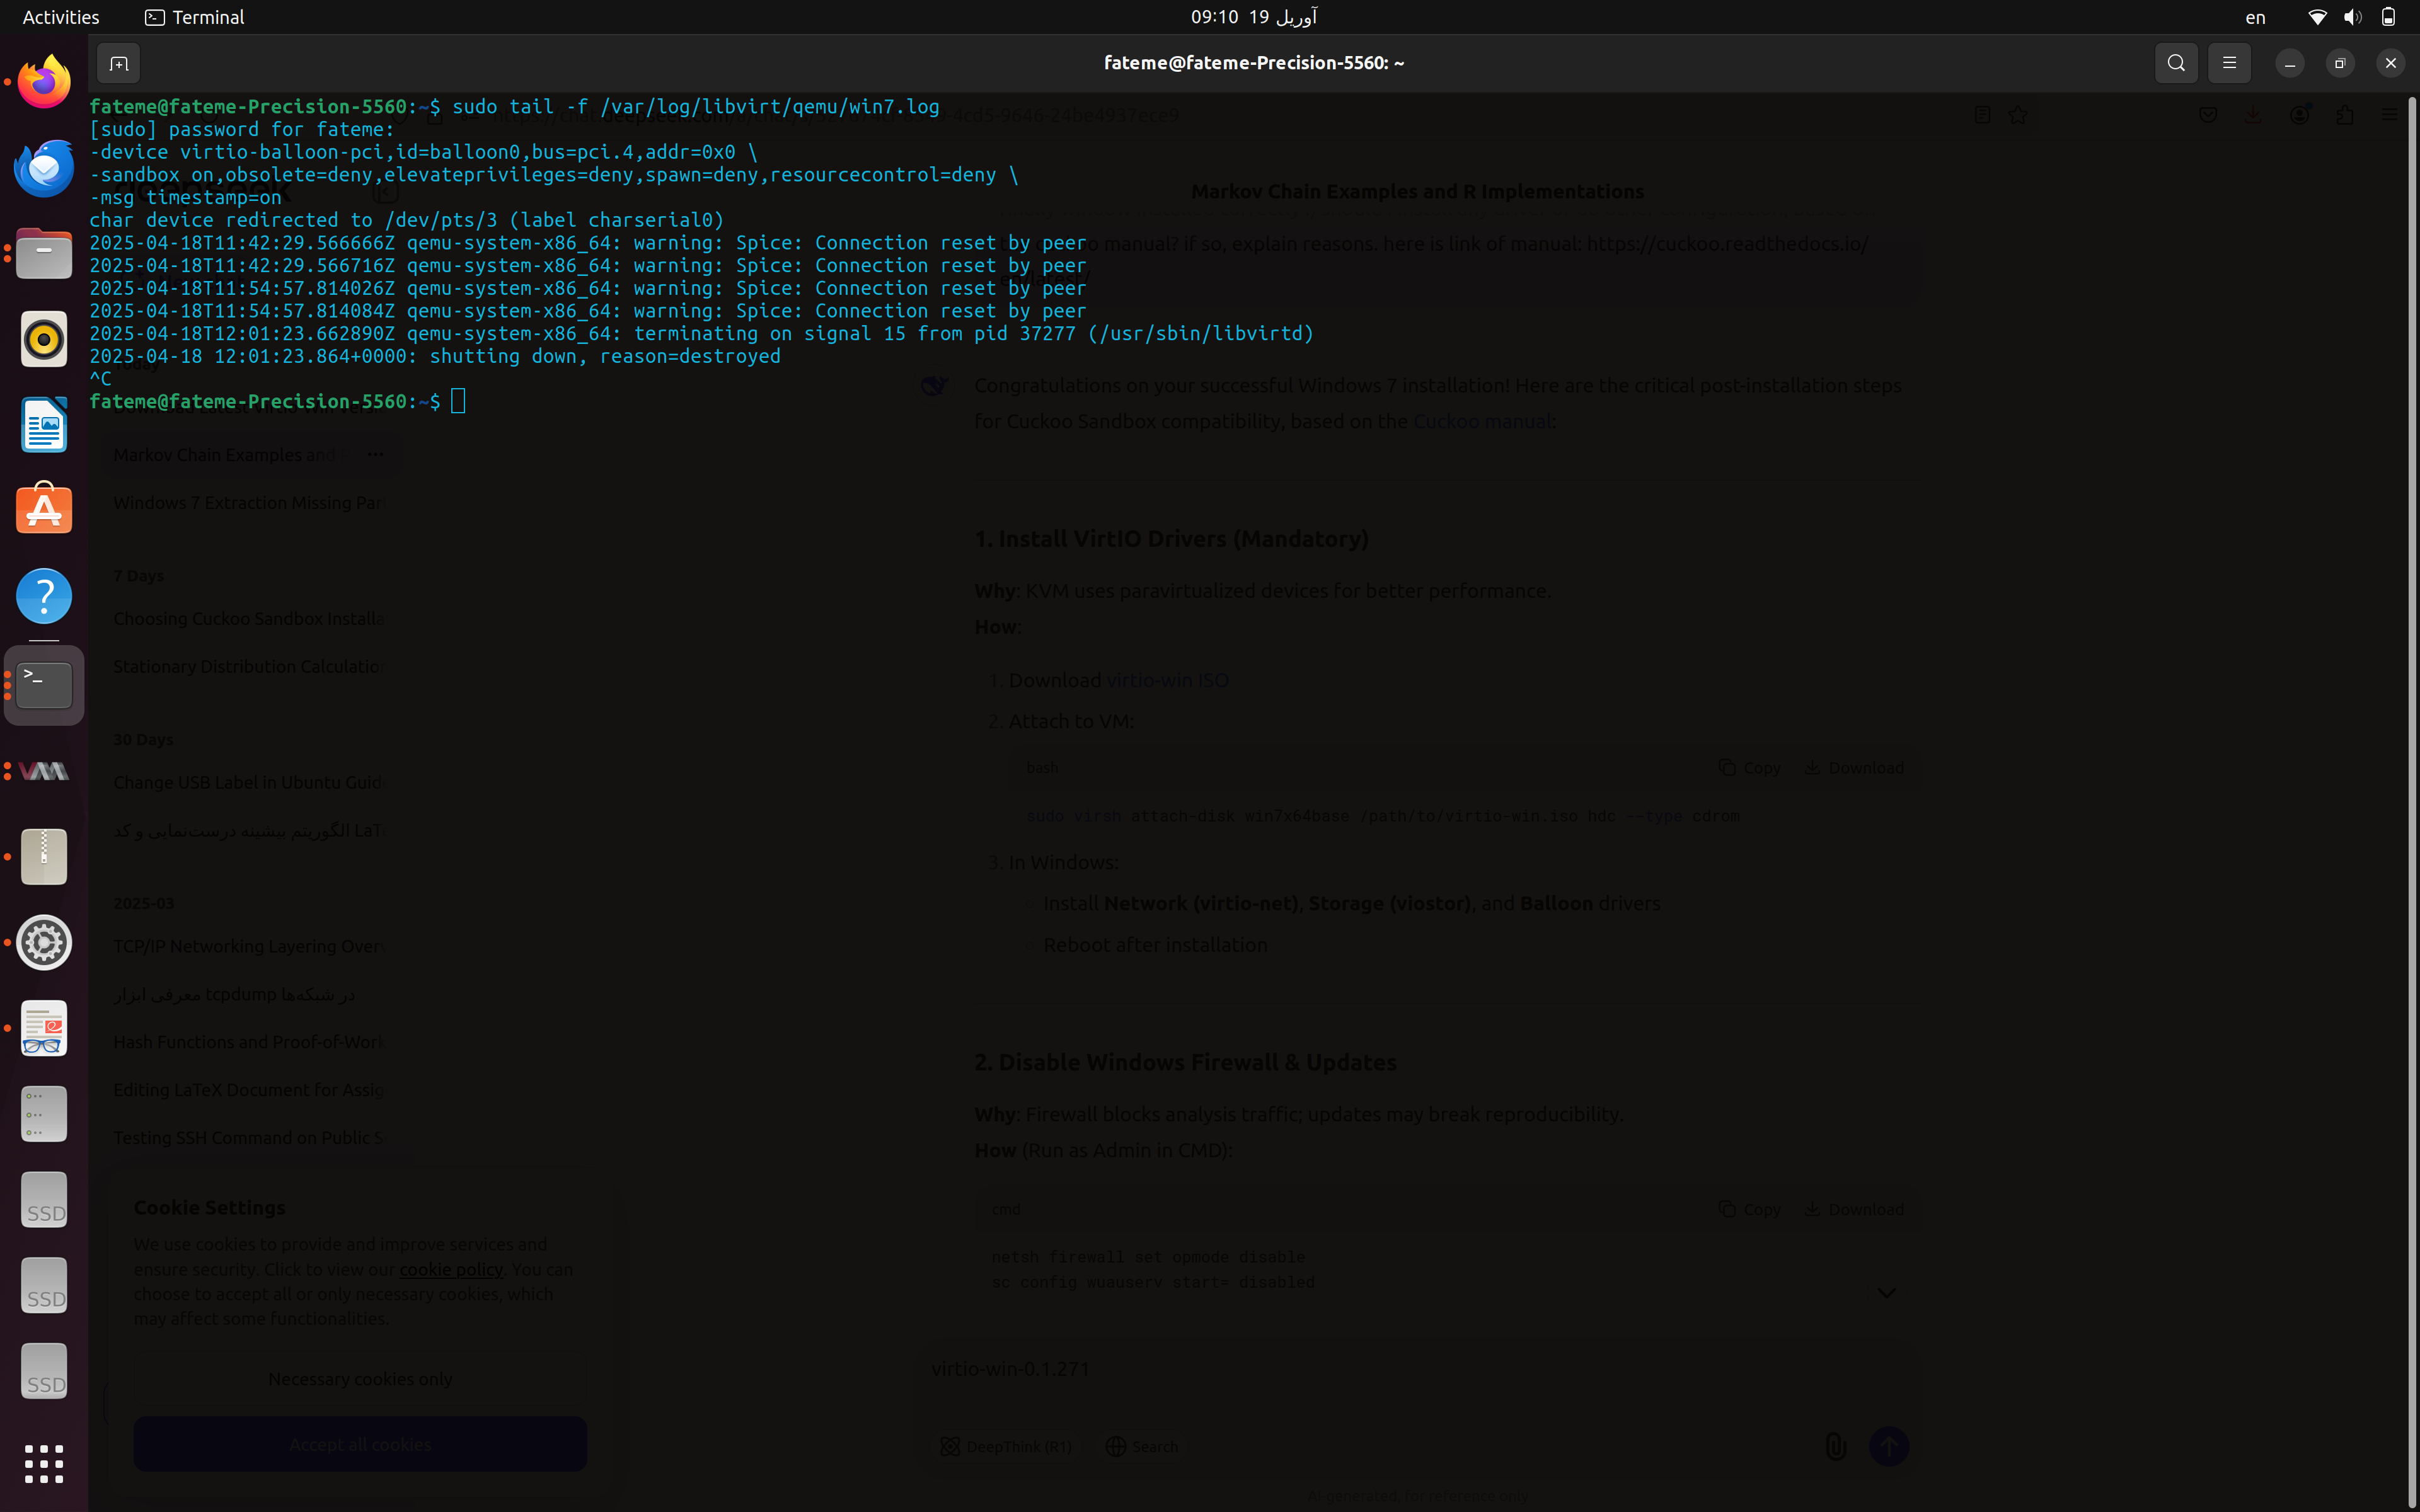 Activities
Terminal
09:10 19 آوریل
en
fateme@fateme-Precision-5560: ~
fateme@fateme-Precision-5560:~$ sudo tail -f /var/log/libvirt/qemu/win7.log
[sudo] password for fateme:
-device virtio-balloon-pci,id=balloon0,bus=pci.4,addr=0x0 \
-sandbox on,obsolete=deny,elevateprivileges=deny,spawn=deny,resourcecontrol=deny \
-msg timestamp=on
char device redirected to /dev/pts/3 (label charserial0)
2025-04-18T11:42:29.566666Z qemu-system-x86_64: warning: Spice: Connection reset by peer
2025-04-18T11:42:29.566716Z qemu-system-x86_64: warning: Spice: Connection reset by peer
2025-04-18T11:54:57.814026Z qemu-system-x86_64: warning: Spice: Connection reset by peer
2025-04-18T11:54:57.814084Z qemu-system-x86_64: warning: Spice: Connection reset by peer
2025-04-18T12:01:23.662890Z qemu-system-x86_64: terminating on signal 15 from pid 37277 (/usr/sbin/libvirtd)
2025-04-18 12:01:23.864+0000: shutting down, reason=destroyed
^C
fateme@fateme-Precision-5560:~$
Markov Chain Examples and
Windows 7 Extraction Missing Par
7 Days
Choosing Cuckoo Sandbox Installa
Stationary Distribution Calculatio
30 Days
Change USB Label in Ubuntu Guid
الگوریتم بیشینه درست‌نمایی و کد LaTe
2025-03
TCP/IP Networking Layering Over
معرفی ابزار tcpdump در شبکه‌ها
Hash Functions and Proof-of-Work
Editing LaTeX Document for Assig
Testing SSH Command on Public S
Cookie Settings
We use cookies to provide and improve services and
ensure security. Click to view our cookie policy. You can
choose to accept all or only necessary cookies, which
may affect some functionalities.
Necessary cookies only
Accept all cookies
Markov Chain Examples and R Implementations
manual? if so, explain reasons. here is link of manual: https://cuckoo.readthedocs.io/
Congratulations on your successful Windows 7 installation! Here are the critical post-installation steps
for Cuckoo Sandbox compatibility, based on the Cuckoo manual:
1. Install VirtIO Drivers (Mandatory)
Why: KVM uses paravirtualized devices for better performance.
How:
1. Download virtio-win ISO
2. Attach to VM:
bash
Copy
Download
sudo virsh attach-disk win7x64base /path/to/virtio-win.iso hdc --type cdrom
3. In Windows:
Install Network (virtio-net), Storage (viostor), and Balloon drivers
Reboot after installation
2. Disable Windows Firewall & Updates
Why: Firewall blocks analysis traffic; updates may break reproducibility.
How (Run as Admin in CMD):
cmd
Copy
Download
netsh firewall set opmode disable
sc config wuauserv start= disabled
virtio-win-0.1.271
DeepThink (R1)
Search
AI-generated, for reference only
SSD
SSD
SSD